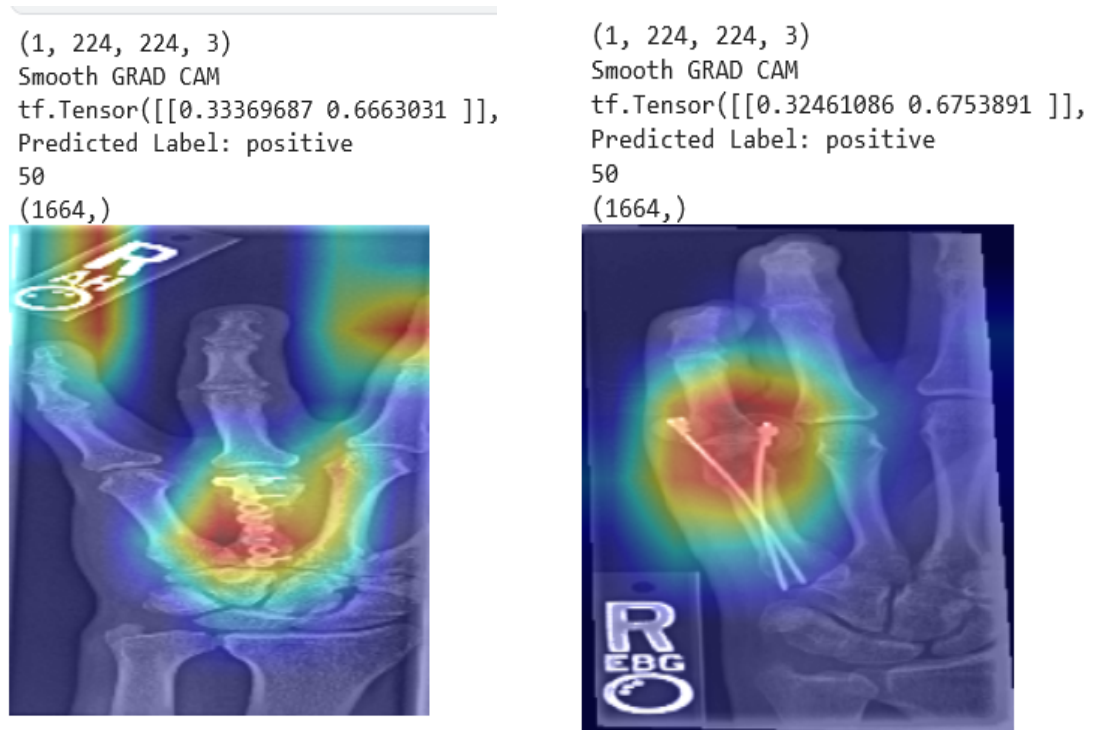 (1, 224, 224, 3)
Smooth GRAD CAM
tf.Tensor([[0.33369687 0.6663031 ]],
Predicted Label: positive
50
(1664,)
R
(1, 224, 224, 3)
Smooth GRAD CAM
tf.Tensor([[0.32461086 0.6753891 ]],
Predicted Label: positive
50
(1664,)
R
EBG